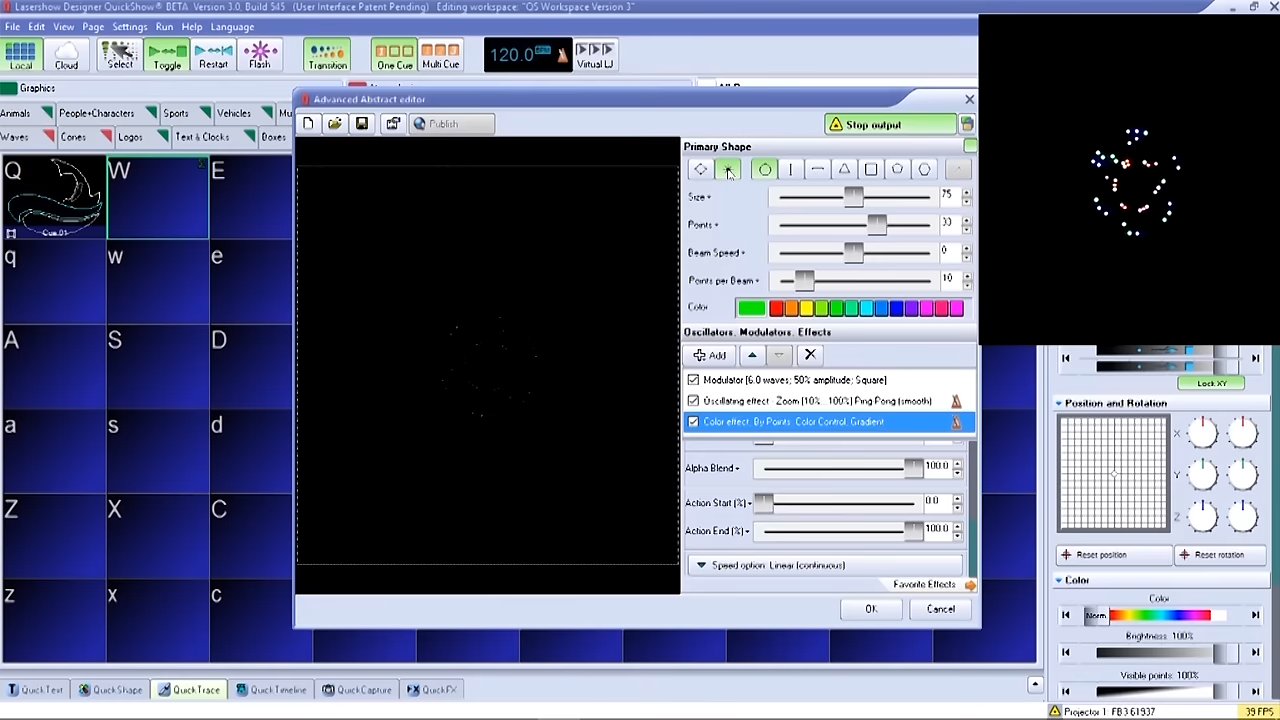 Lasershow Designer QuickShow® BETA Version 3.0, Build 545 (User Interface Patent Pending) Editing workspace: "QS Workspace Version 3"
File Edit View Page Settings Run Help Language
Local Cloud Select Toggle Restart Flash Transition One Cue Multi Cue 120.0 Virtual LJ
Graphics
Animals People+Characters Sports Vehicles
Waves Cones Logos Text & Clocks
Q W E
Cue 01
q w e
A S D
a s d
Z X C
z x c
Advanced Abstract editor
Publish Stop output
Primary Shape
Size 75
Points 33
Beam Speed 0
Points per Beam 10
Color
Oscillators, Modulators, Effects
Add
Modulator [6.0 waves; 50% amplitude; Square]
Oscillating effect - Zoom [10% .. 100%] Ping Pong (smooth)
Color effect: By Points. Color Control, Gradient
Alpha Blend 100.0
Action Start [%] 0.0
Action End [%] 100.0
Speed option: Linear (continuous)
Favorite Effects
OK Cancel
Lock XY
Position and Rotation
X
Y
Z
Reset position Reset rotation
Color
Color
Norm.
Brightness: 100%
Visible points: 100%
QuickText QuickShape QuickTrace QuickTimeline QuickCapture QuickFX
Projector 1 FB3 61937 39 FPS